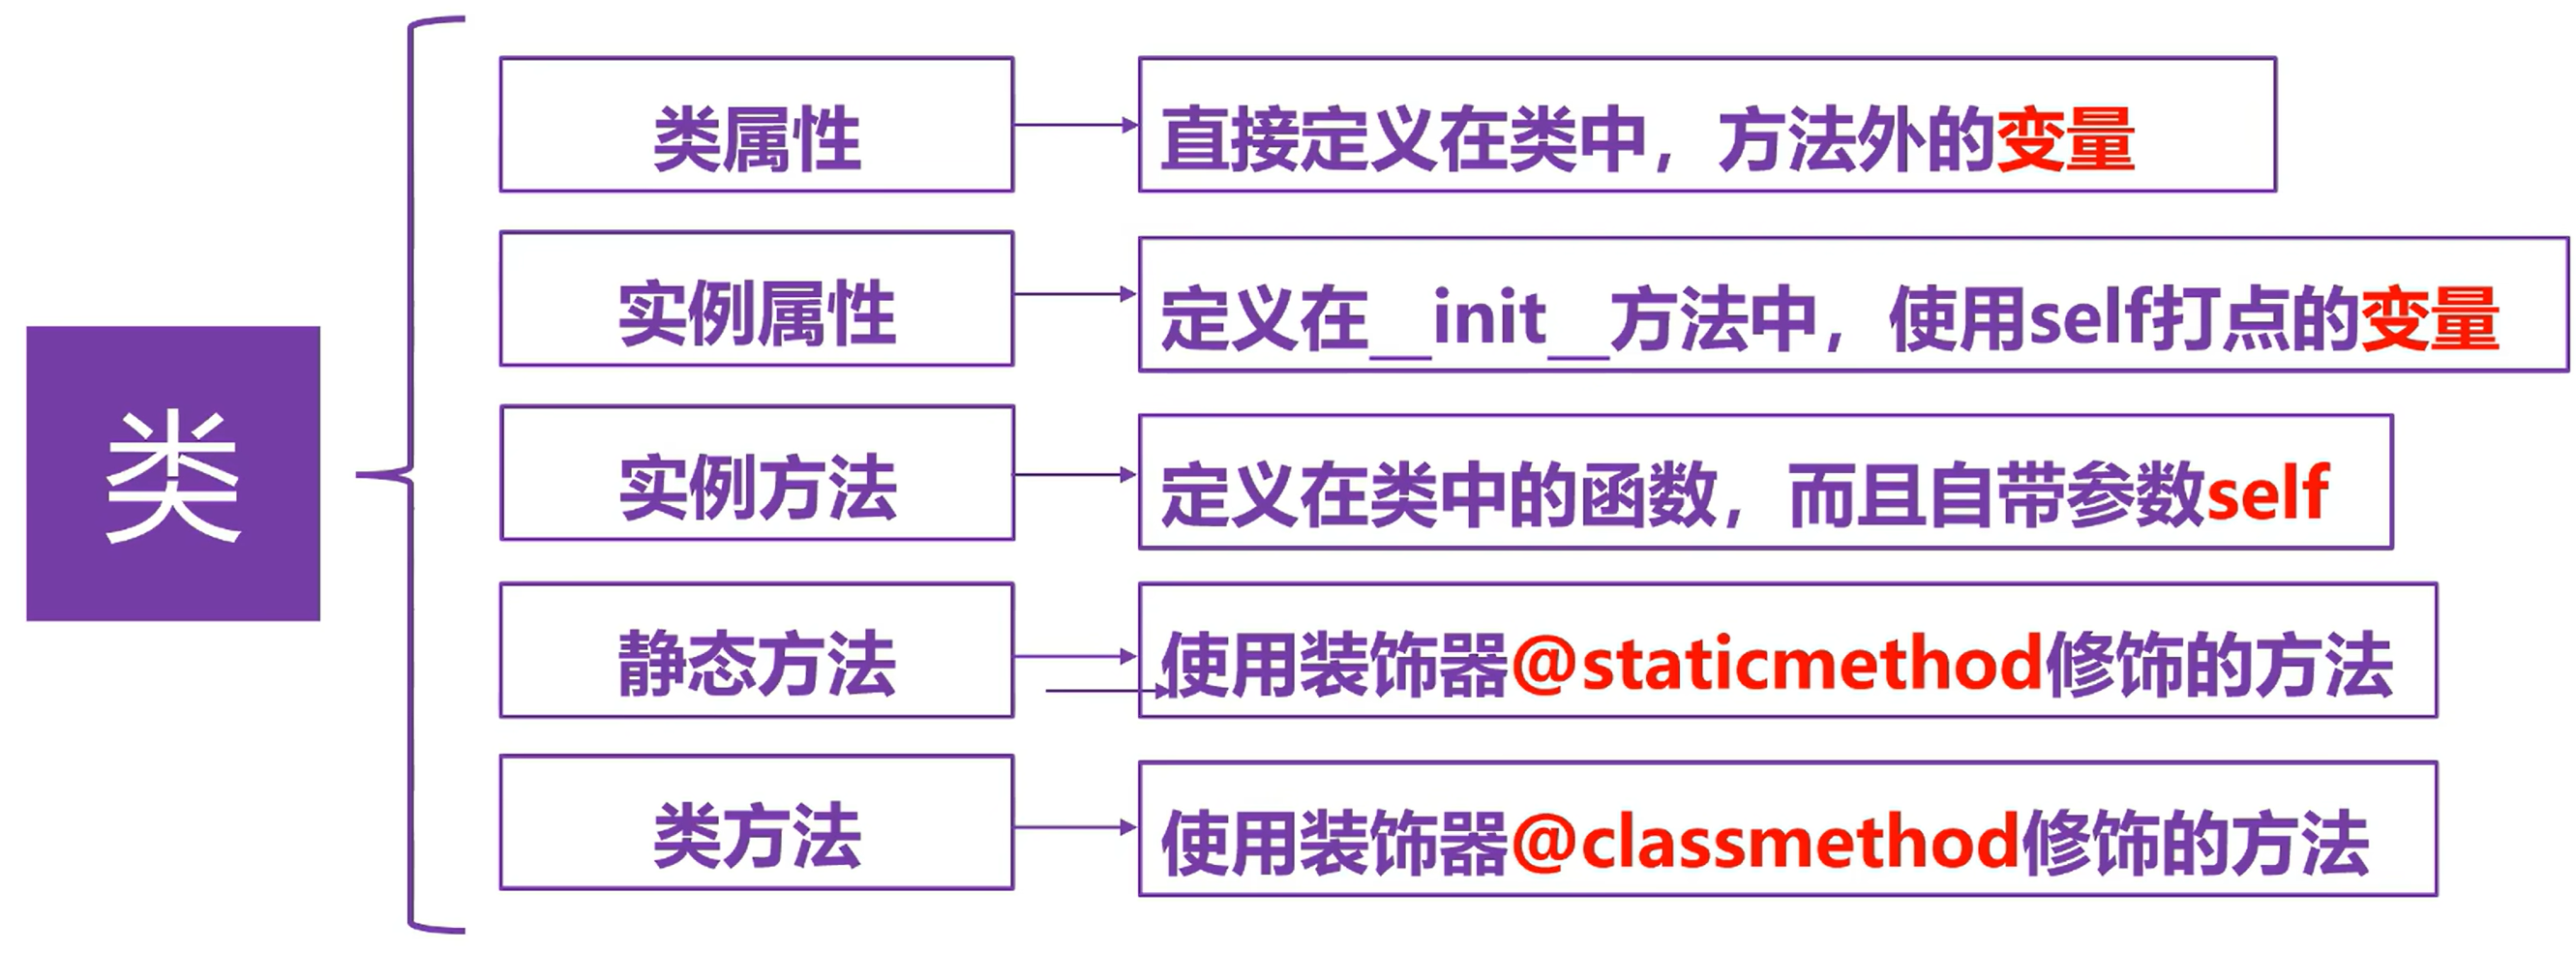 类
类属性
直接定义在类中，方法外的变量
实例属性
定义在__init__方法中，使用self打点的变量
实例方法
定义在类中的函数，而且自带参数self
静态方法
使用装饰器@staticmethod修饰的方法
类方法
使用装饰器@classmethod修饰的方法